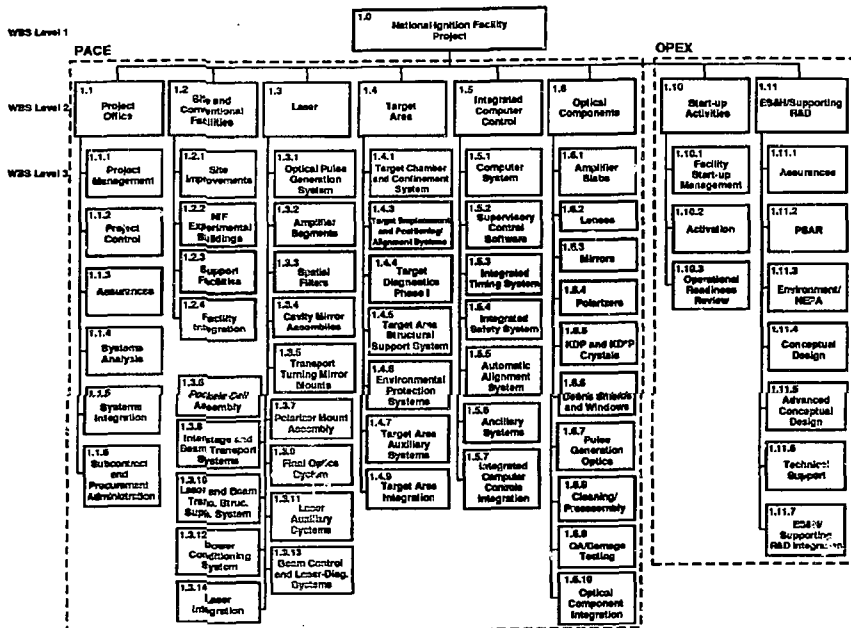 WBS Level 1
1.0
National Ignition Facility
Project
PACE
OPEX
WBS Level 2
1.1
Project
Office
1.2
Site and
Conventional
Facilities
1.3
Laser
1.4
Target
Area
1.5
Integrated
Computer
Control
1.6
Optical
Components
1.10
Start-up
Activities
1.11
ES&H/Supporting
R&D
WBS Level 3
1.1.1
Project
Management
1.1.2
Project
Control
1.1.3
Assurances
1.1.4
Systems
Analysis
1.1.5
Systems
Integration
1.1.6
Subcontract
and
Procurement
Administration
1.2.1
Site
Improvements
1.2.2
NIF
Experimental
Buildings
1.2.3
Support
Facilities
1.2.4
Facility
Integration
1.3.1
Optical Pulse
Generation
System
1.3.2
Amplifier
Segments
1.3.3
Spatial
Filters
1.3.4
Cavity Mirror
Assemblies
1.3.5
Transport
Turning Mirror
Mounts
1.3.6
Pockels Cell
Assembly
1.3.7
Polarizer Mount
Assembly
1.3.8
Interstage and
Beam Transport
Systems
1.3.9
Final Optics
System
1.3.10
Laser and Beam
Trans. Struc.
Supp. System
1.3.11
Laser
Auxiliary
Systems
1.3.12
Power
Conditioning
System
1.3.13
Beam Control
and Laser-Diag.
Systems
1.3.14
Laser
Integration
1.4.1
Target Chamber
and Confinement
System
1.4.3
Target Emplacement
and Positioning/
Alignment Systems
1.4.4
Target
Diagnostics
Phase I
1.4.5
Target Area
Structural
Support System
1.4.6
Environmental
Protection Systems
1.4.7
Target Area
Auxiliary
Systems
1.4.9
Target Area
Integration
1.5.1
Computer
System
1.5.2
Supervisory
Control
Software
1.5.3
Integrated
Timing System
1.5.4
Integrated
Safety System
1.5.5
Automatic
Alignment
System
1.5.6
Ancillary
Systems
1.5.7
Integrated
Computer
Controls
Integration
1.6.1
Amplifier
Slabs
1.6.2
Lenses
1.6.3
Mirrors
1.6.4
Polarizers
1.6.5
KDP and KD*P
Crystals
1.6.6
Debris Shields
and Windows
1.6.7
Pulse
Generation
Optics
1.6.8
Cleaning/
Preassembly
1.6.9
QA/Damage
Testing
1.6.10
Optical
Component
Integration
1.10.1
Facility
Start-up
Management
1.10.2
Activation
1.10.3
Operational
Readiness
Review
1.11.1
Assurances
1.11.2
PSAR
1.11.3
Environment/
NEPA
1.11.4
Conceptual
Design
1.11.5
Advanced
Conceptual
Design
1.11.6
Technical
Support
1.11.7
ES&H/
Supporting
R&D Integration